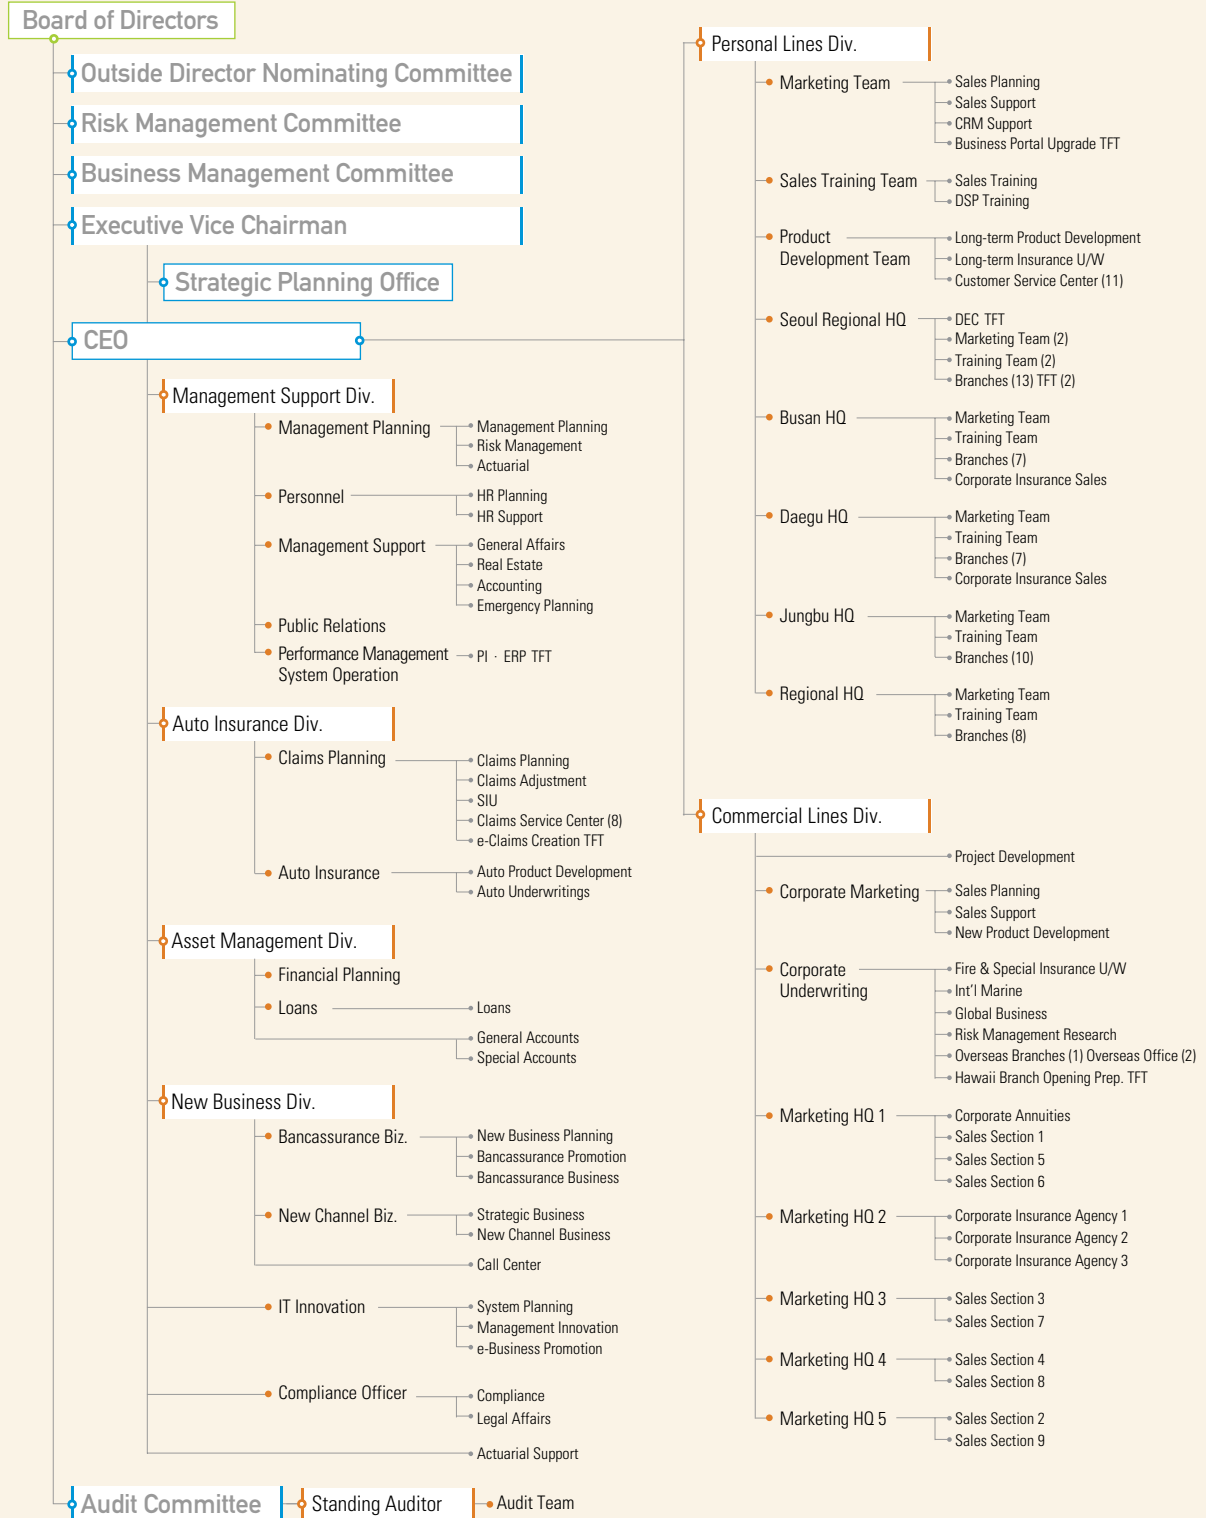 Board of Directors
Outside Director Nominating Committee
Risk Management Committee
Business Management Committee
Executive Vice Chairman
Strategic Planning Office
CEO
Management Support Div.
Management Planning
Management Planning
Risk Management
Actuarial
Personnel
HR Planning
HR Support
Management Support
General Affairs
Real Estate
Accounting
Emergency Planning
Public Relations
Performance Management
System Operation
PI · ERP TFT
Auto Insurance Div.
Claims Planning
Claims Planning
Claims Adjustment
SIU
Claims Service Center (8)
e-Claims Creation TFT
Auto Insurance
Auto Product Development
Auto Underwritings
Asset Management Div.
Financial Planning
Loans
Loans
General Accounts
Special Accounts
New Business Div.
Bancassurance Biz.
New Business Planning
Bancassurance Promotion
Bancassurance Business
New Channel Biz.
Strategic Business
New Channel Business
Call Center
IT Innovation
System Planning
Management Innovation
e-Business Promotion
Compliance Officer
Compliance
Legal Affairs
Actuarial Support
Audit Committee
Standing Auditor
Audit Team
Personal Lines Div.
Marketing Team
Sales Planning
Sales Support
CRM Support
Business Portal Upgrade TFT
Sales Training Team
Sales Training
DSP Training
Product
Development Team
Long-term Product Development
Long-term Insurance U/W
Customer Service Center (11)
Seoul Regional HQ
DEC TFT
Marketing Team (2)
Training Team (2)
Branches (13) TFT (2)
Busan HQ
Marketing Team
Training Team
Branches (7)
Corporate Insurance Sales
Daegu HQ
Marketing Team
Training Team
Branches (7)
Corporate Insurance Sales
Jungbu HQ
Marketing Team
Training Team
Branches (10)
Regional HQ
Marketing Team
Training Team
Branches (8)
Commercial Lines Div.
Project Development
Corporate Marketing
Sales Planning
Sales Support
New Product Development
Corporate
Underwriting
Fire & Special Insurance U/W
Int'l Marine
Global Business
Risk Management Research
Overseas Branches (1) Overseas Office (2)
Hawaii Branch Opening Prep. TFT
Marketing HQ 1
Corporate Annuities
Sales Section 1
Sales Section 5
Sales Section 6
Marketing HQ 2
Corporate Insurance Agency 1
Corporate Insurance Agency 2
Corporate Insurance Agency 3
Marketing HQ 3
Sales Section 3
Sales Section 7
Marketing HQ 4
Sales Section 4
Sales Section 8
Marketing HQ 5
Sales Section 2
Sales Section 9